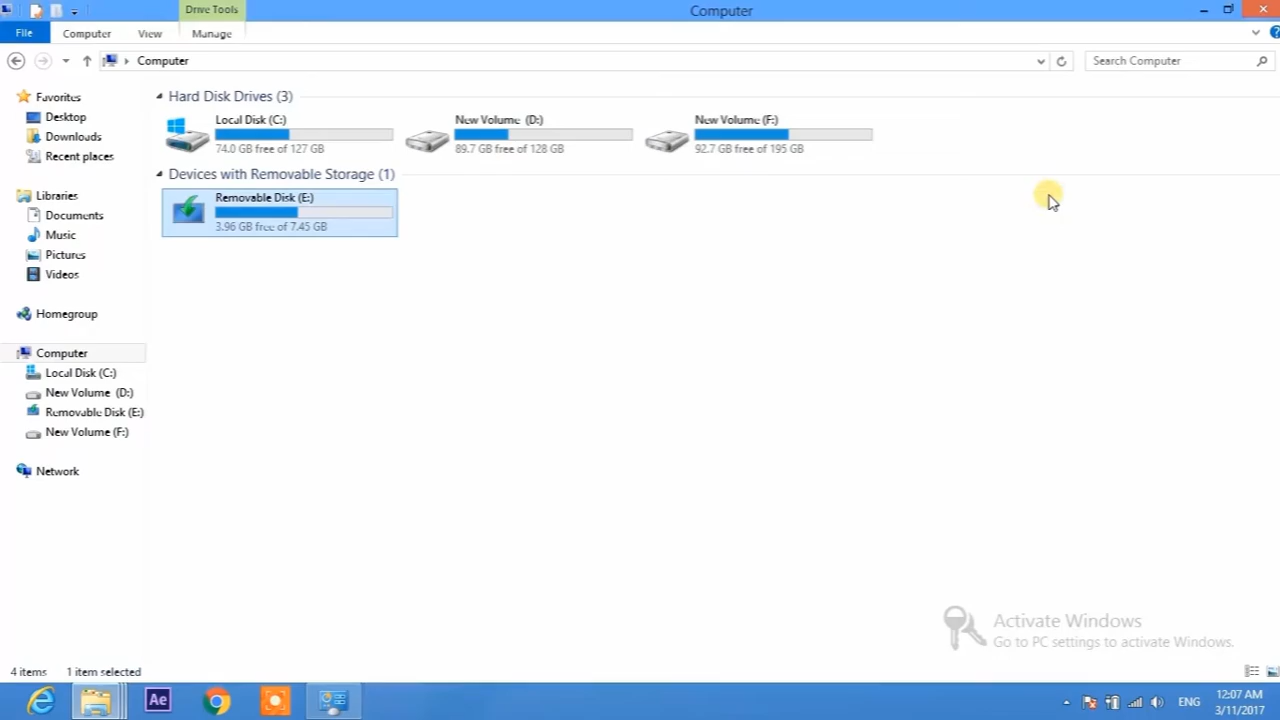 Drive Tools
Computer
File
Computer
View
Manage
Computer
Search Computer
Favorites
Desktop
Downloads
Recent places
Libraries
Documents
Music
Pictures
Videos
Homegroup
Computer
Local Disk (C:)
New Volume (D:)
Removable Disk (E:)
New Volume (F:)
Network
Hard Disk Drives (3)
Local Disk (C:)
74.0 GB free of 127 GB
New Volume (D:)
89.7 GB free of 128 GB
New Volume (F:)
92.7 GB free of 195 GB
Devices with Removable Storage (1)
Removable Disk (E:)
3.96 GB free of 7.45 GB
Activate Windows
Go to PC settings to activate Windows.
4 items
1 item selected
Ae
ENG
12:07 AM
3/11/2017